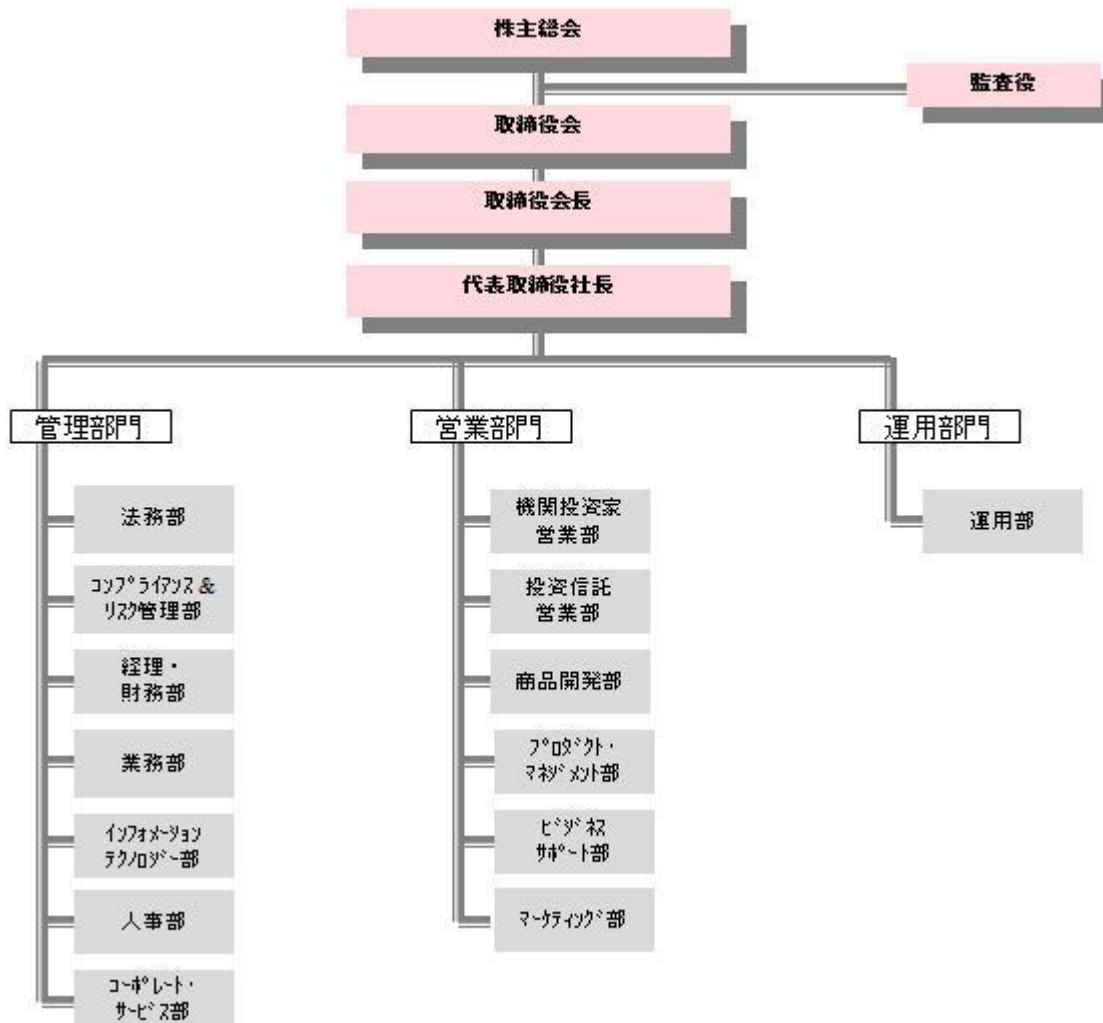 株主総会
監査役
取締役会
取締役会長
代表取締役社長
管理部門
法務部
コンプライアンス&
リスク管理部
経理・
財務部
業務部
インフォメーション
テクノロジー部
人事部
コーポレート・
サービス部
営業部門
機関投資家
営業部
投資信託
営業部
商品開発部
プロダクト・
マネジメント部
ビジネス
サポート部
マーケティング部
運用部門
運用部